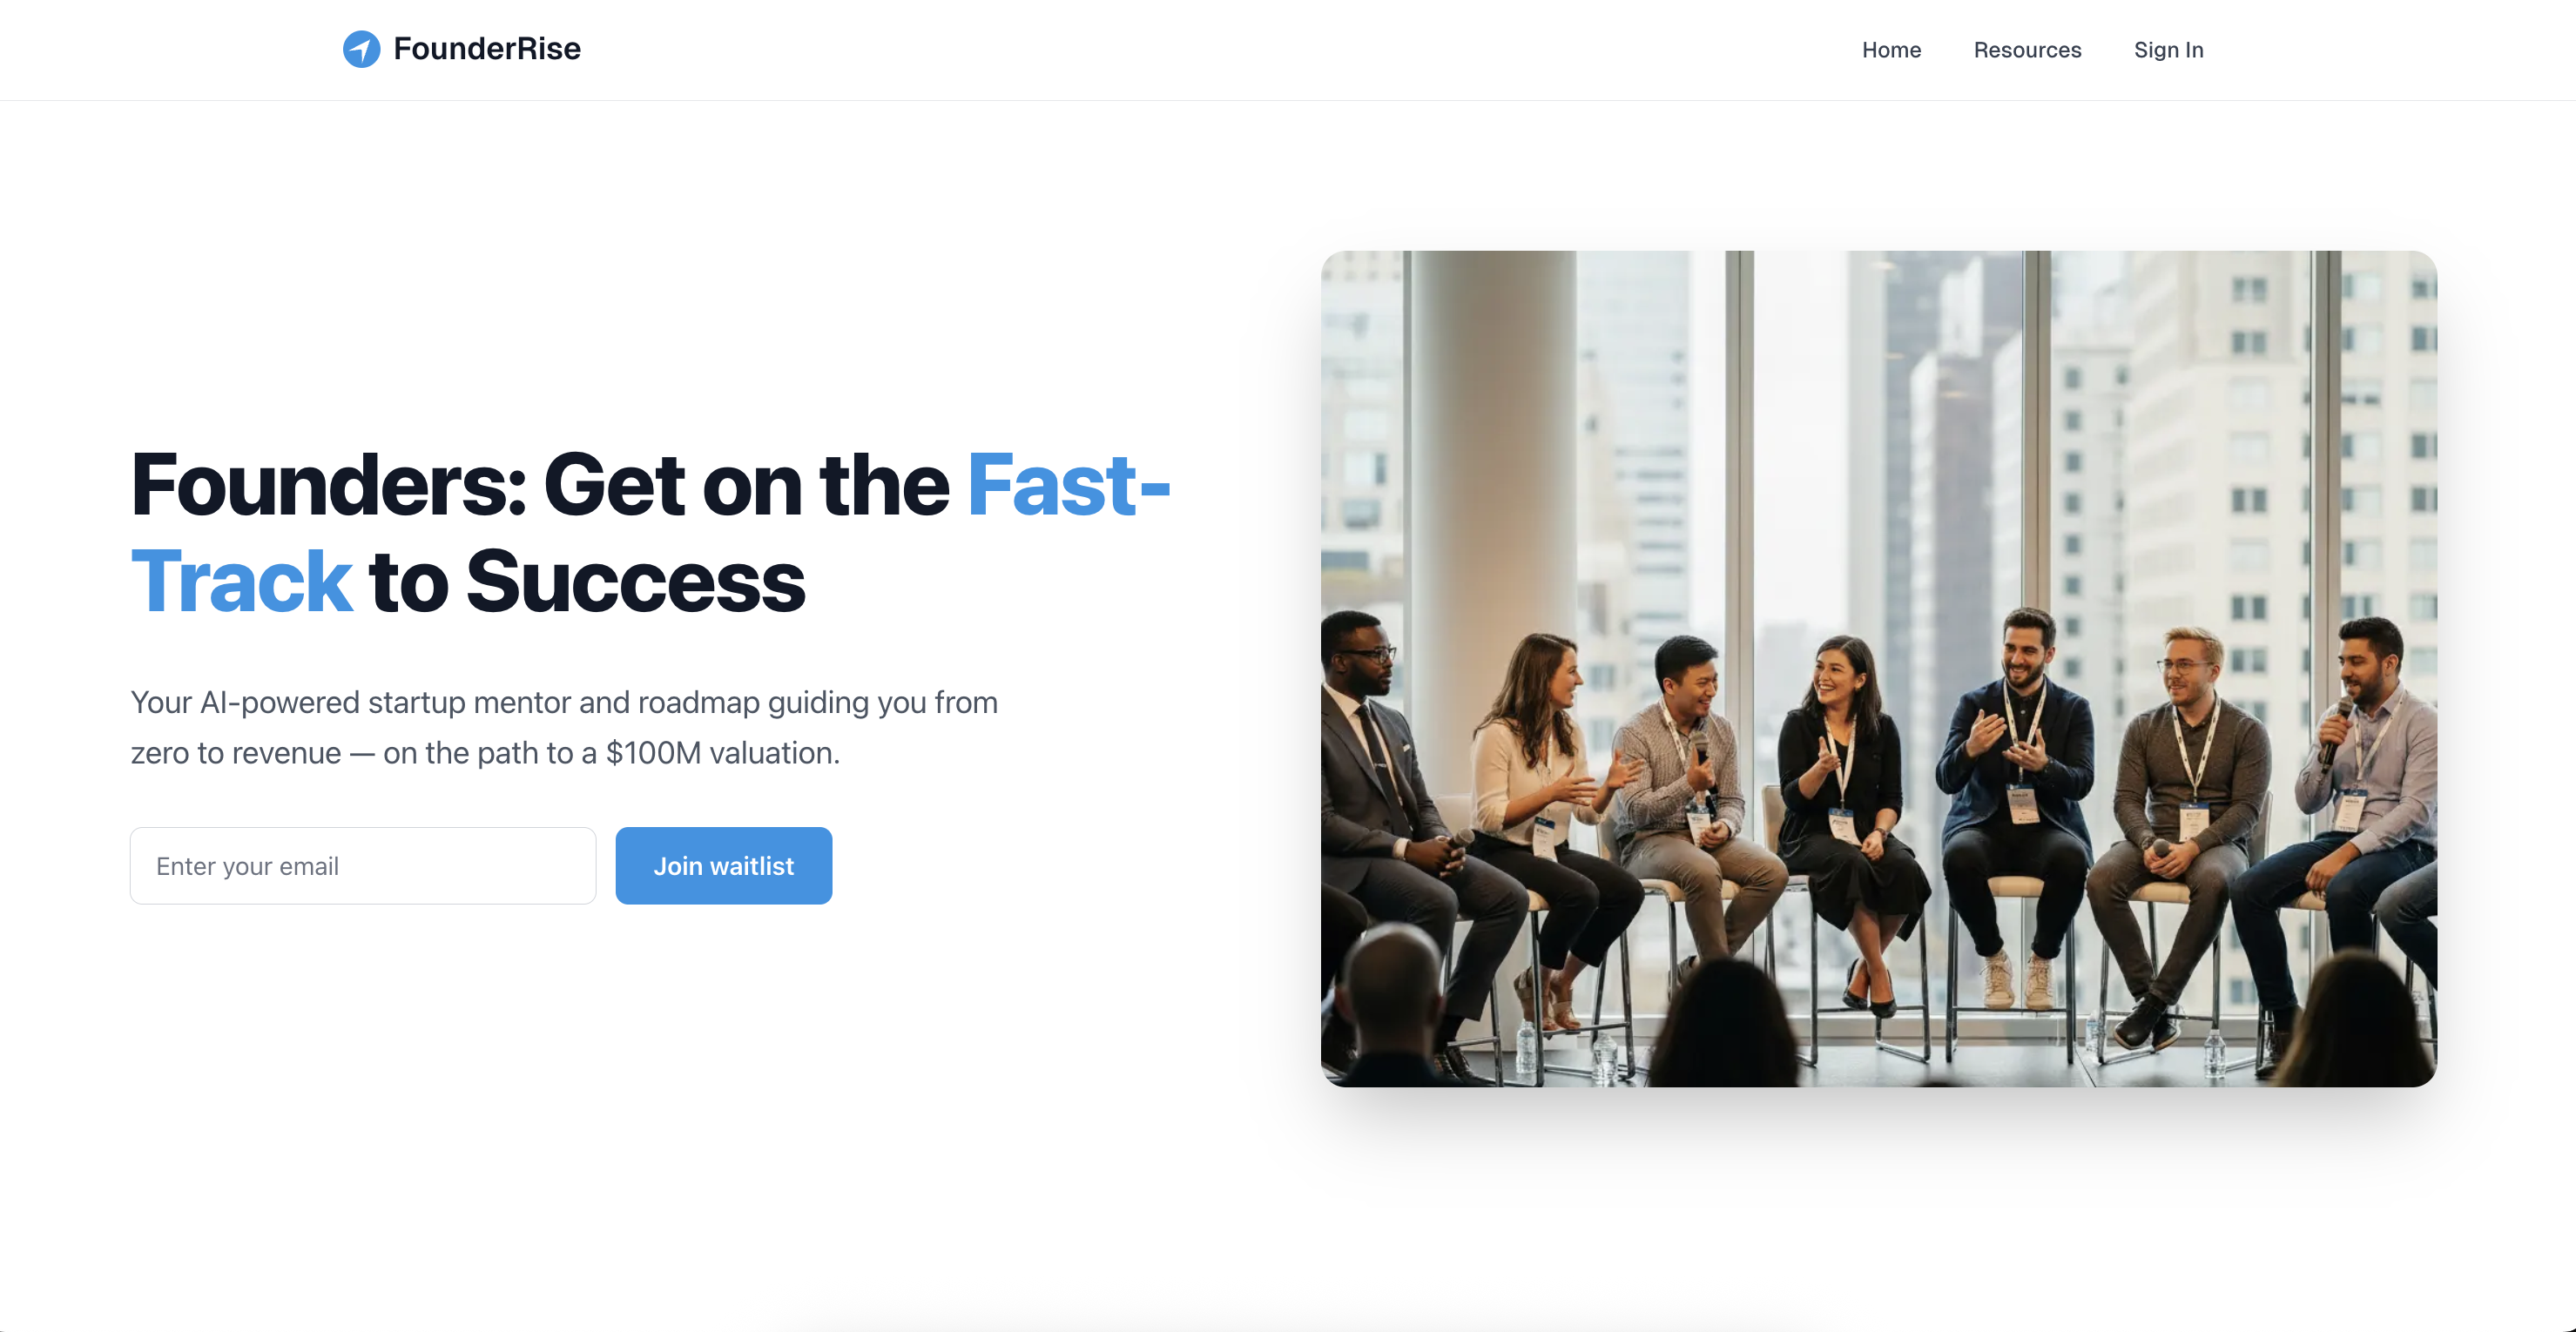 FounderRise
Home
Resources
Sign In
Founders: Get on the Fast-
Track to Success
Your AI-powered startup mentor and roadmap guiding you from
zero to revenue — on the path to a $100M valuation.
Enter your email
Join waitlist